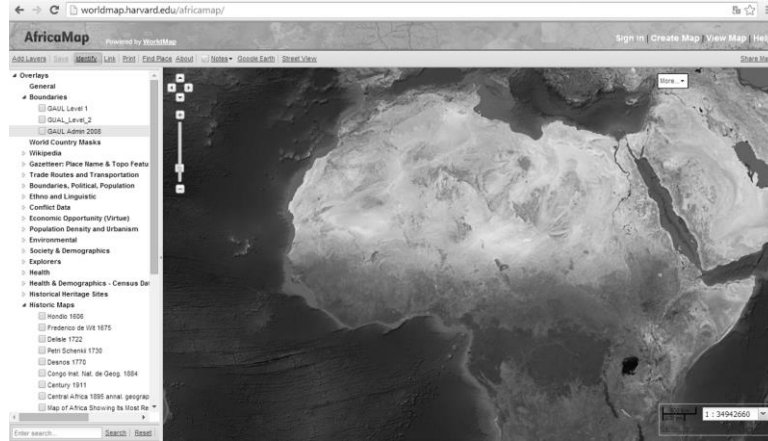 worldmap.harvard.edu/africamap/
AfricaMap Powered by WorldMap Sign In | Create Map | View Map | Hel
Add Layers Save Identify Link Print Find Place About Notes Google Earth Street View Share Ma
More...
Overlays
General
Boundaries
GAUL Level 1
GUAL_Level_2
GAUL Admin 2008
World Country Masks
Wikipedia
Gazetteer: Place Name & Topo Featu
Trade Routes and Transportation
Boundaries, Political, Population
Ethno and Linguistic
Conflict Data
Economic Opportunity (Virtue)
Population Density and Urbanism
Environmental
Society & Demographics
Explorers
Health
Health & Demographics - Census Dat
Historical Heritage Sites
Historic Maps
Hondio 1606
Frederico de Wit 1675
Delisle 1722
Petri Schenkii 1730
Desnos 1770
Congo Inst. Nat. de Geog. 1884
Century 1911
Central Africa 1895 annal. geograp
Map of Africa Showing Its Most Re
1 : 34942660
Enter search... Search Reset